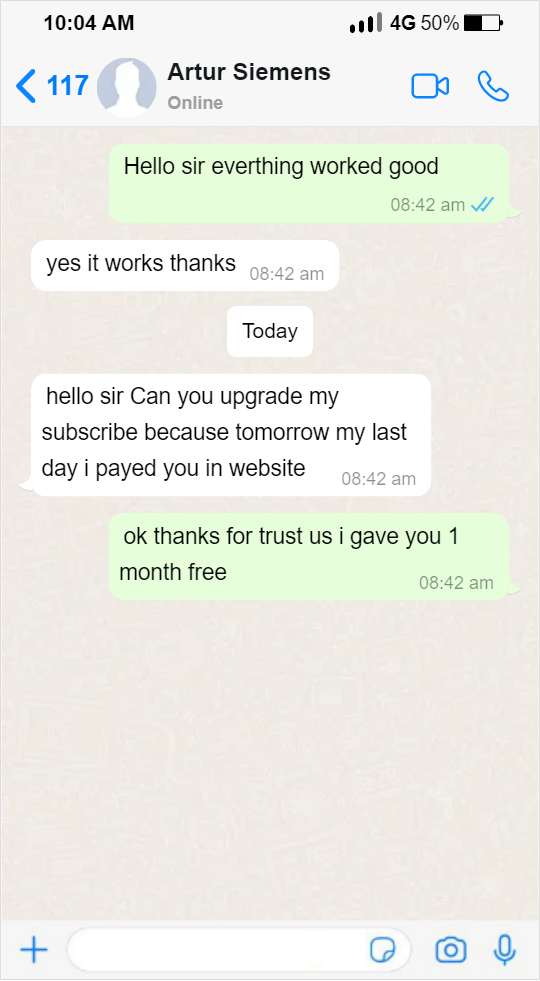 10:04 AM 4G 50%
117 Artur Siemens
Online
Hello sir everthing worked good
08:42 am
yes it works thanks 08:42 am
Today
hello sir Can you upgrade my
subscribe because tomorrow my last
day i payed you in website 08:42 am
ok thanks for trust us i gave you 1
month free 08:42 am